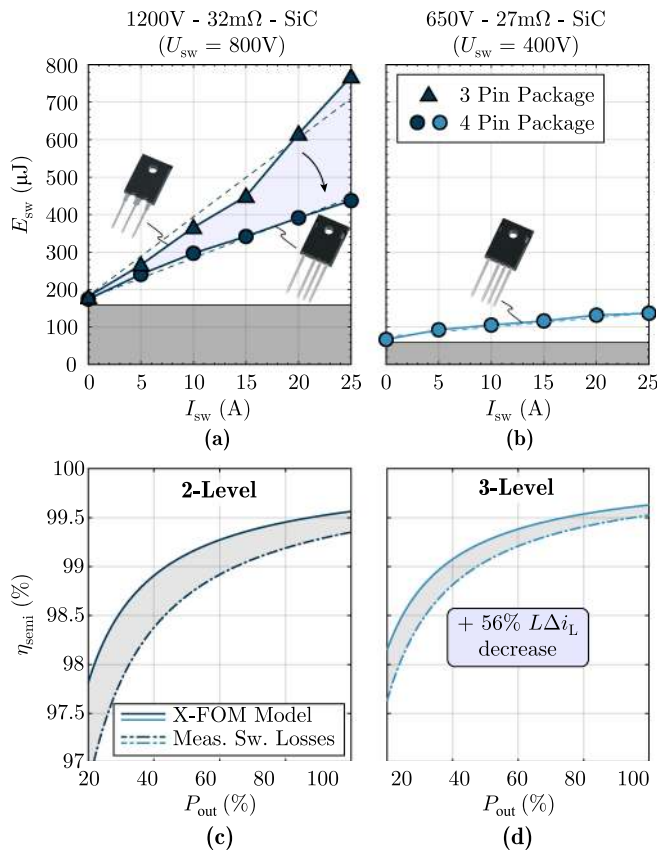 1200V - 32mΩ - SiC
(U_sw = 800V)
650V - 27mΩ - SiC
(U_sw = 400V)
800
700
600
500
400
300
200
100
0
E_sw (μJ)
0 5 10 15 20 25
I_sw (A)
(a)
3 Pin Package
4 Pin Package
0 5 10 15 20 25
I_sw (A)
(b)
100
99.5
99
98.5
98
97.5
97
η_semi (%)
2-Level
X-FOM Model
Meas. Sw. Losses
20 40 60 80 100
P_out (%)
(c)
3-Level
+ 56% LΔi_L
decrease
20 40 60 80 100
P_out (%)
(d)